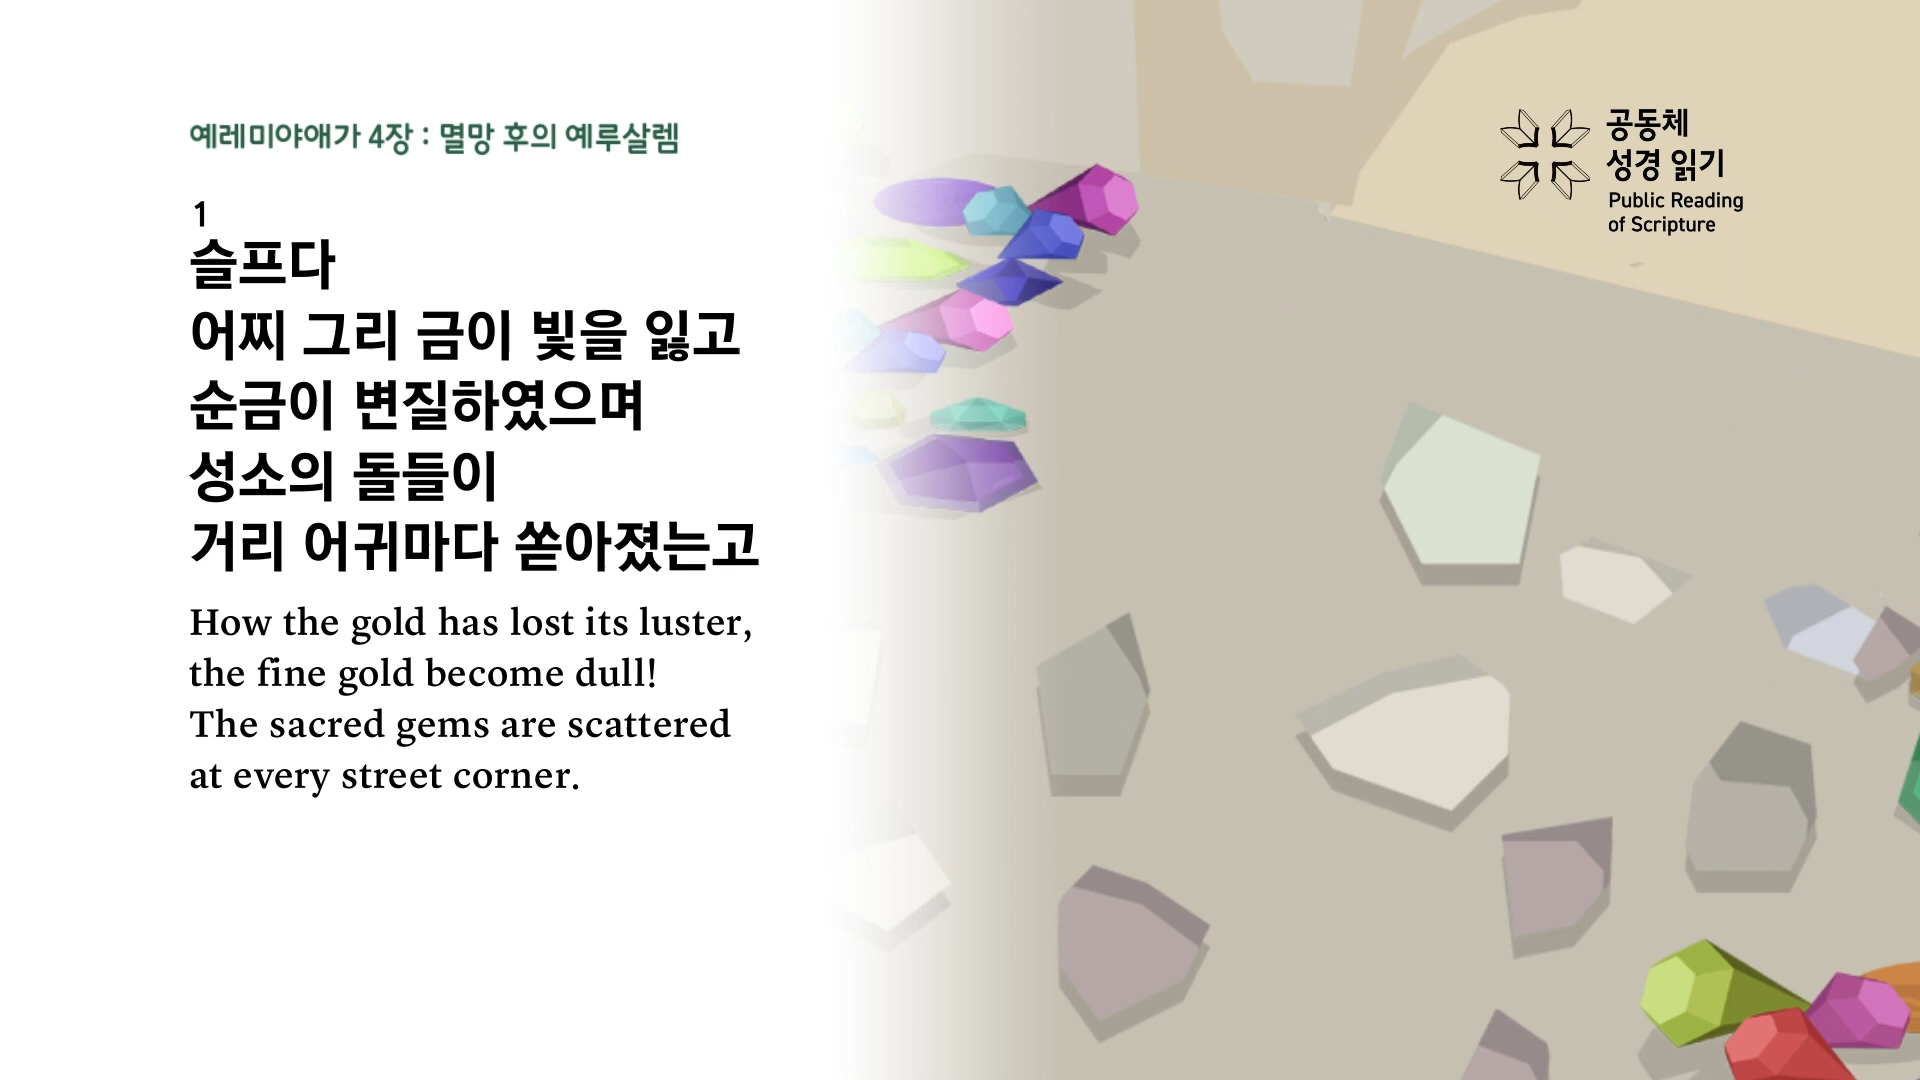 예레미야애가 4장 : 멸망 후의 예루살렘
1
슬프다
어찌 그리 금이 빛을 잃고
순금이 변질하였으며
성소의 돌들이
거리 어귀마다 쏟아졌는고
How the gold has lost its luster,
the fine gold become dull!
The sacred gems are scattered
at every street corner.
공동체
성경 읽기
Public Reading
of Scripture